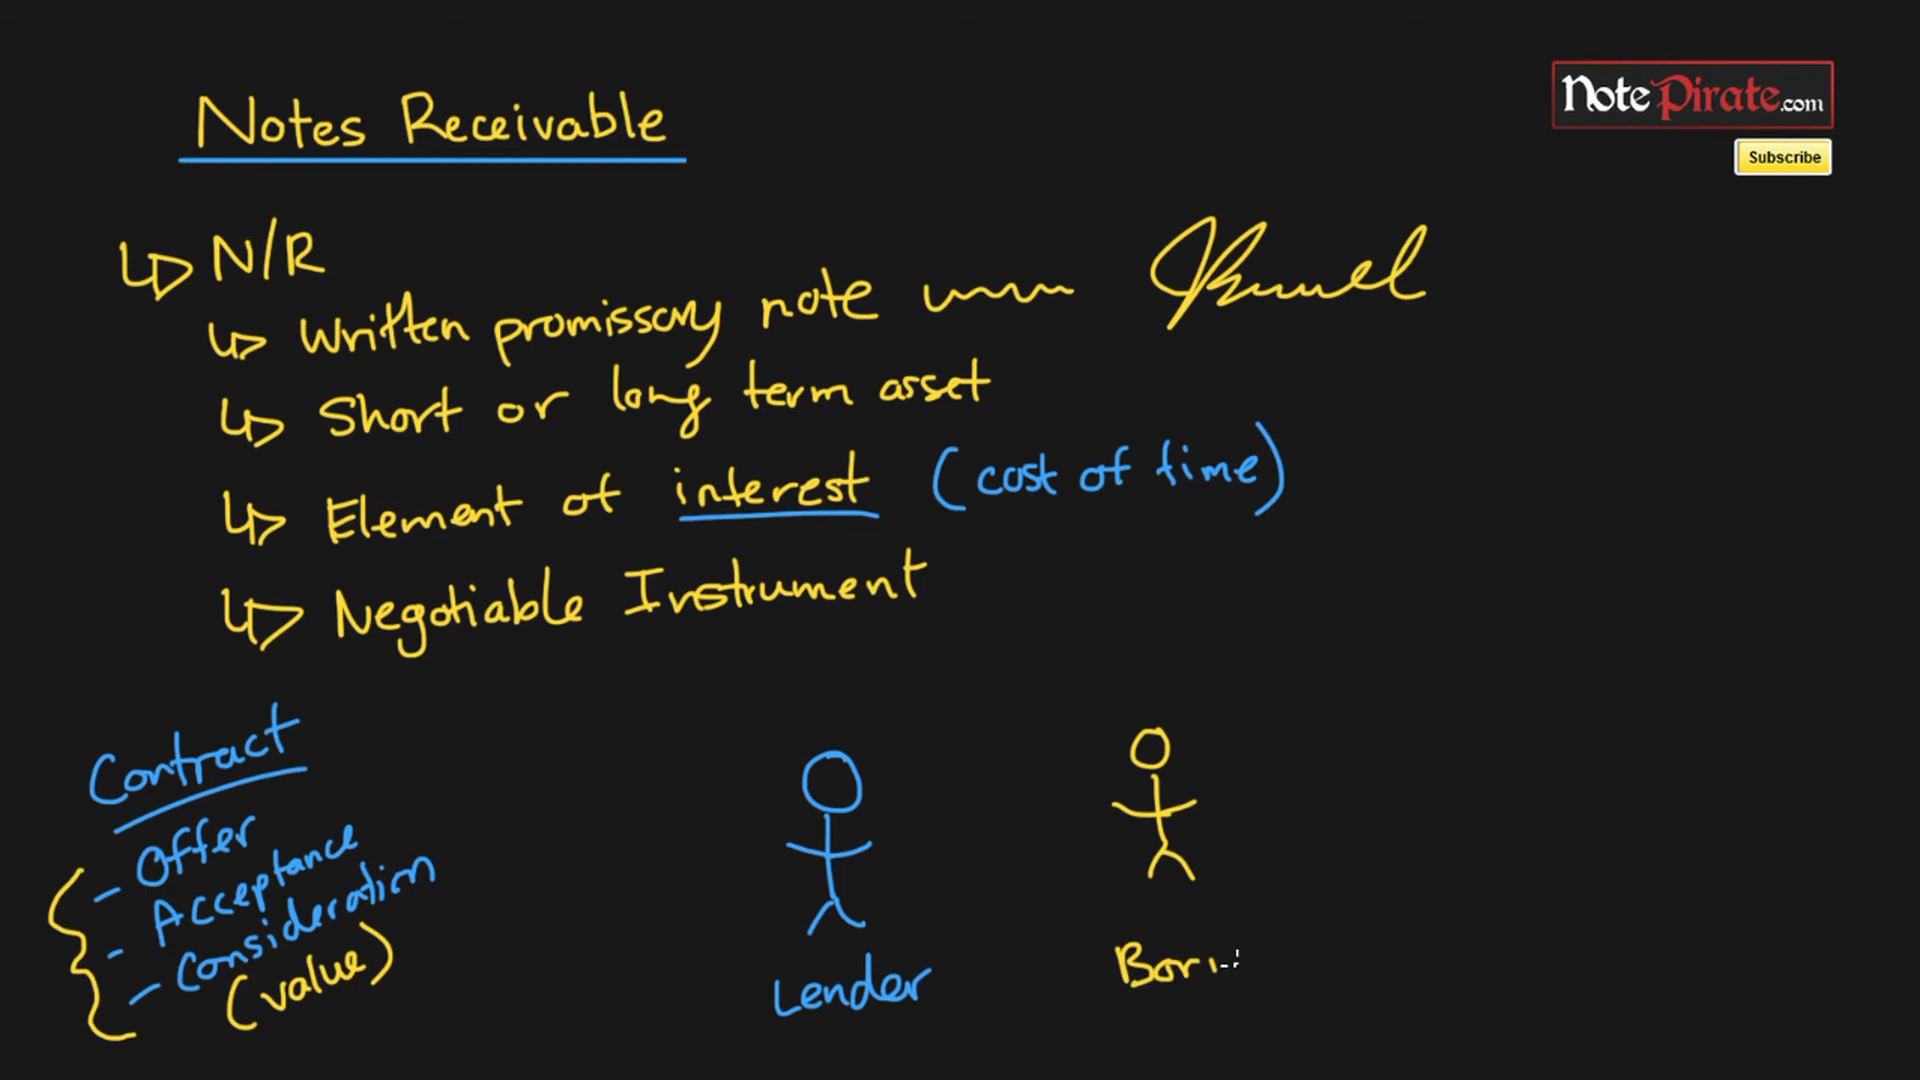 Notes Receivable
NotePirate.com
Subscribe
N/R
Written promissory note
Short or long term asset
Element of interest (cost of time)
Negotiable Instrument
Contract
- Offer
- Acceptance
- Consideration
(value)
Lender